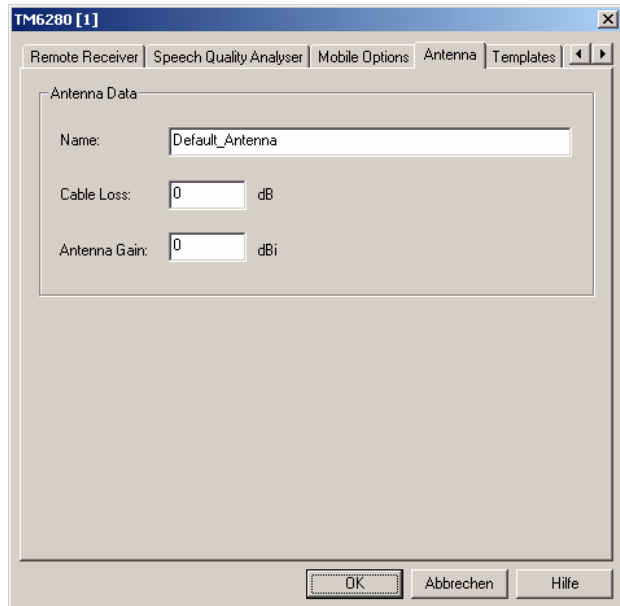 TM6280 [1]
Remote Receiver Speech Quality Analyser Mobile Options Antenna Templates
Antenna Data
Name: Default_Antenna
Cable Loss: 0 dB
Antenna Gain: 0 dBi
OK Abbrechen Hilfe